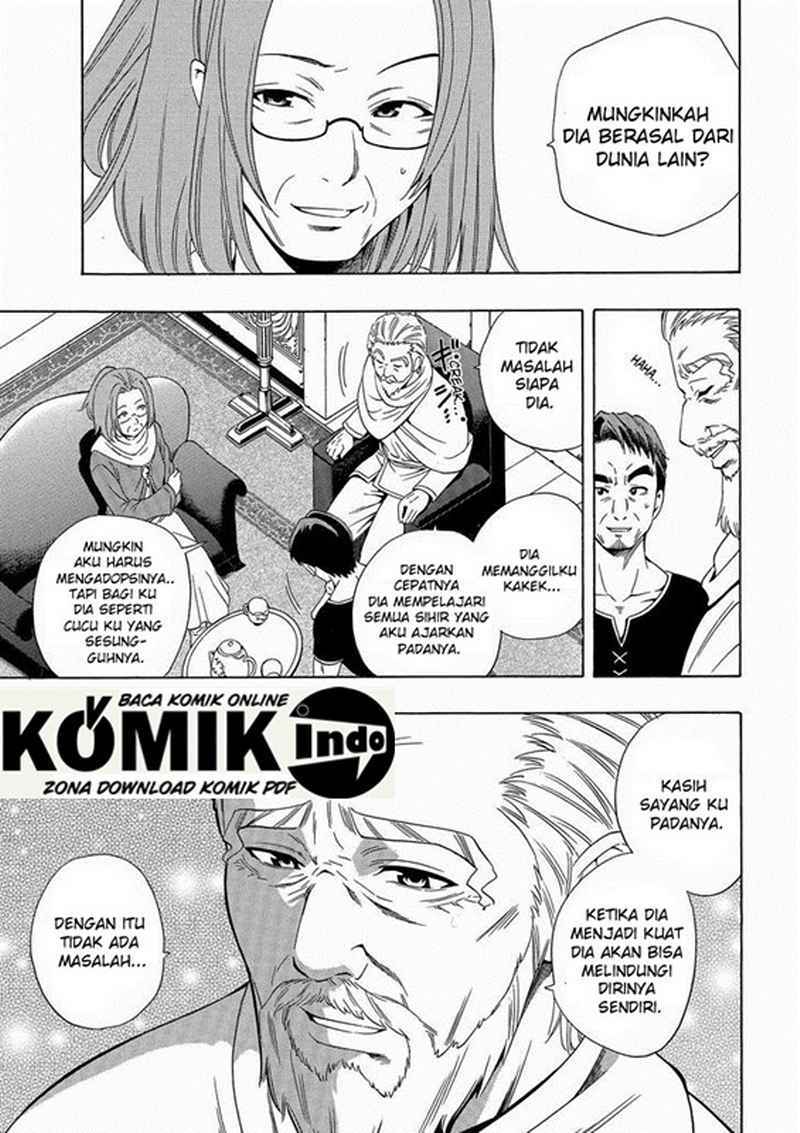 MUNGKINKAH
DIA BERASAL DARI
DUNIA LAIN?
HAHA...
TIDAK
MASALAH
SIAPA
DIA.
CREAK...
DIA
MEMANGGILKU
KAKEK...
DENGAN
CEPATNYA
DIA MEMPELAJARI
SEMUA SIHIR YANG
AKU AJARKAN
PADANYA.
MUNGKIN
AKU HARUS
MENGADOPSINYA..
TAPI BAGI KU
DIA SEPERTI
CUCU KU YANG
SESUNG-
GUHNYA.
BACA KOMIK ONLINE
KOMIK Indo
ZONA DOWNLOAD KOMIK PDF
KASIH
SAYANG KU
PADANYA.
KETIKA DIA
MENJADI KUAT
DIA AKAN BISA
MELINDUNGI
DIRINYA
SENDIRI.
DENGAN ITU
TIDAK ADA
MASALAH...